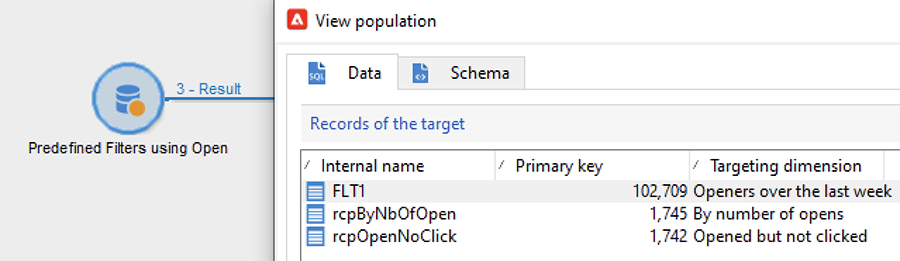 View population
Data
Schema
3 - Result
Records of the target
Predefined Filters using Open
Internal name Primary key Targeting dimension
FLT1 102,709 Openers over the last week
rcpByNbOfOpen 1,745 By number of opens
rcpOpenNoClick 1,742 Opened but not clicked